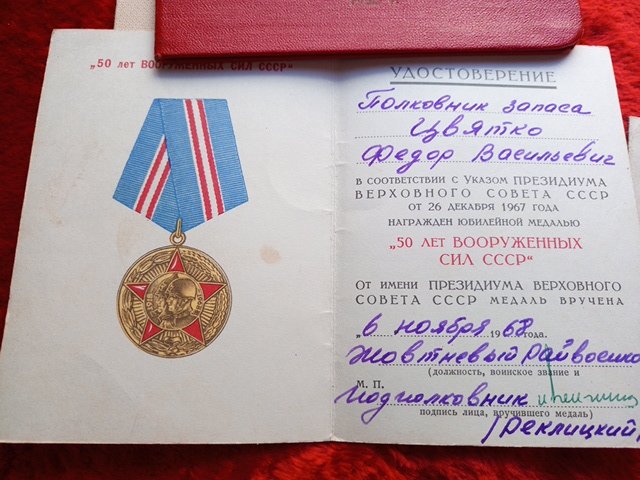 „50 лет ВООРУЖЕННЫХ СИЛ СССР“
УДОСТОВЕРЕНИЕ
Полковник запаса
Цвятко
Федор Васильевич
В СООТВЕТСТВИИ С УКАЗОМ ПРЕЗИДИУМА
ВЕРХОВНОГО СОВЕТА СССР
ОТ 26 ДЕКАБРЯ 1967 ГОДА
НАГРАЖДЕН ЮБИЛЕЙНОЙ МЕДАЛЬЮ
„50 ЛЕТ ВООРУЖЕННЫХ
СИЛ СССР“
ОТ ИМЕНИ ПРЕЗИДИУМА ВЕРХОВНОГО
СОВЕТА СССР МЕДАЛЬ ВРУЧЕНА
„6 ноября 1968 года.
Жовтневый Райвоенко
(должность, воинское звание и
М. П.
Подполковник
подпись лица, вручившего медаль)
(Реклицкий)